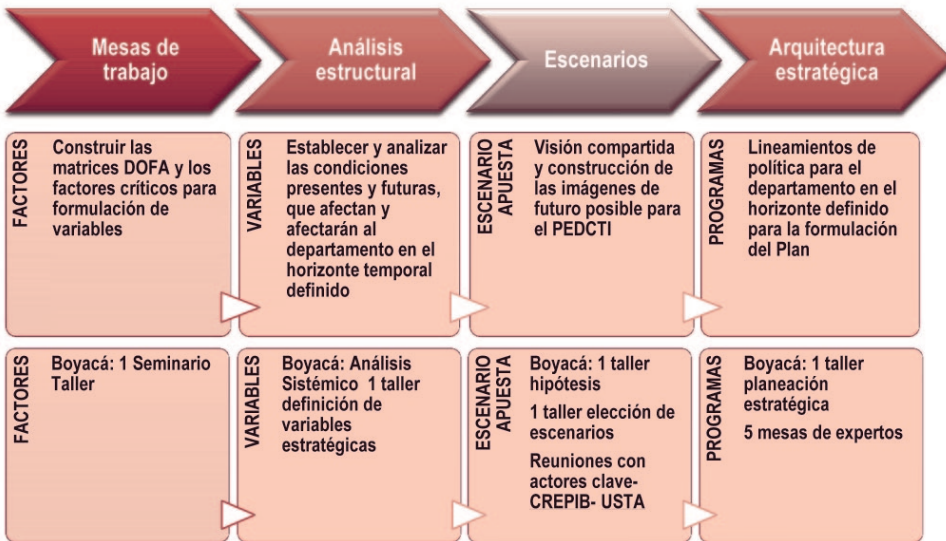 Mesas de
trabajo
Análisis
estructural
Escenarios
Arquitectura
estratégica
FACTORES
Construir las
matrices DOFA y los
factores críticos para
formulación de
variables
VARIABLES
Establecer y analizar
las condiciones
presentes y futuras,
que afectan y
afectarán al
departamento en el
horizonte temporal
definido
ESCENARIO
APUESTA
Visión compartida
y construcción de
las imágenes de
futuro posible para
el PEDCTI
PROGRAMAS
Lineamientos de
política para el
departamento en el
horizonte definido
para la formulación
del Plan
FACTORES
Boyacá: 1 Seminario
Taller
VARIABLES
Boyacá: Análisis
Sistémico 1 taller
definición de
variables
estratégicas
ESCENARIO
APUESTA
Boyacá: 1 taller
hipótesis
1 taller elección de
escenarios
Reuniones con
actores clave-
CREPIB- USTA
PROGRAMAS
Boyacá: 1 taller
planeación
estratégica
5 mesas de expertos